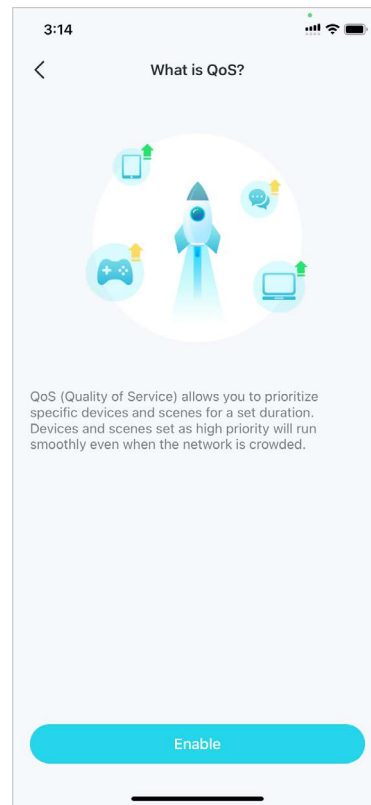 3:14
What is QoS?
QoS (Quality of Service) allows you to prioritize
specific devices and scenes for a set duration.
Devices and scenes set as high priority will run
smoothly even when the network is crowded.
Enable